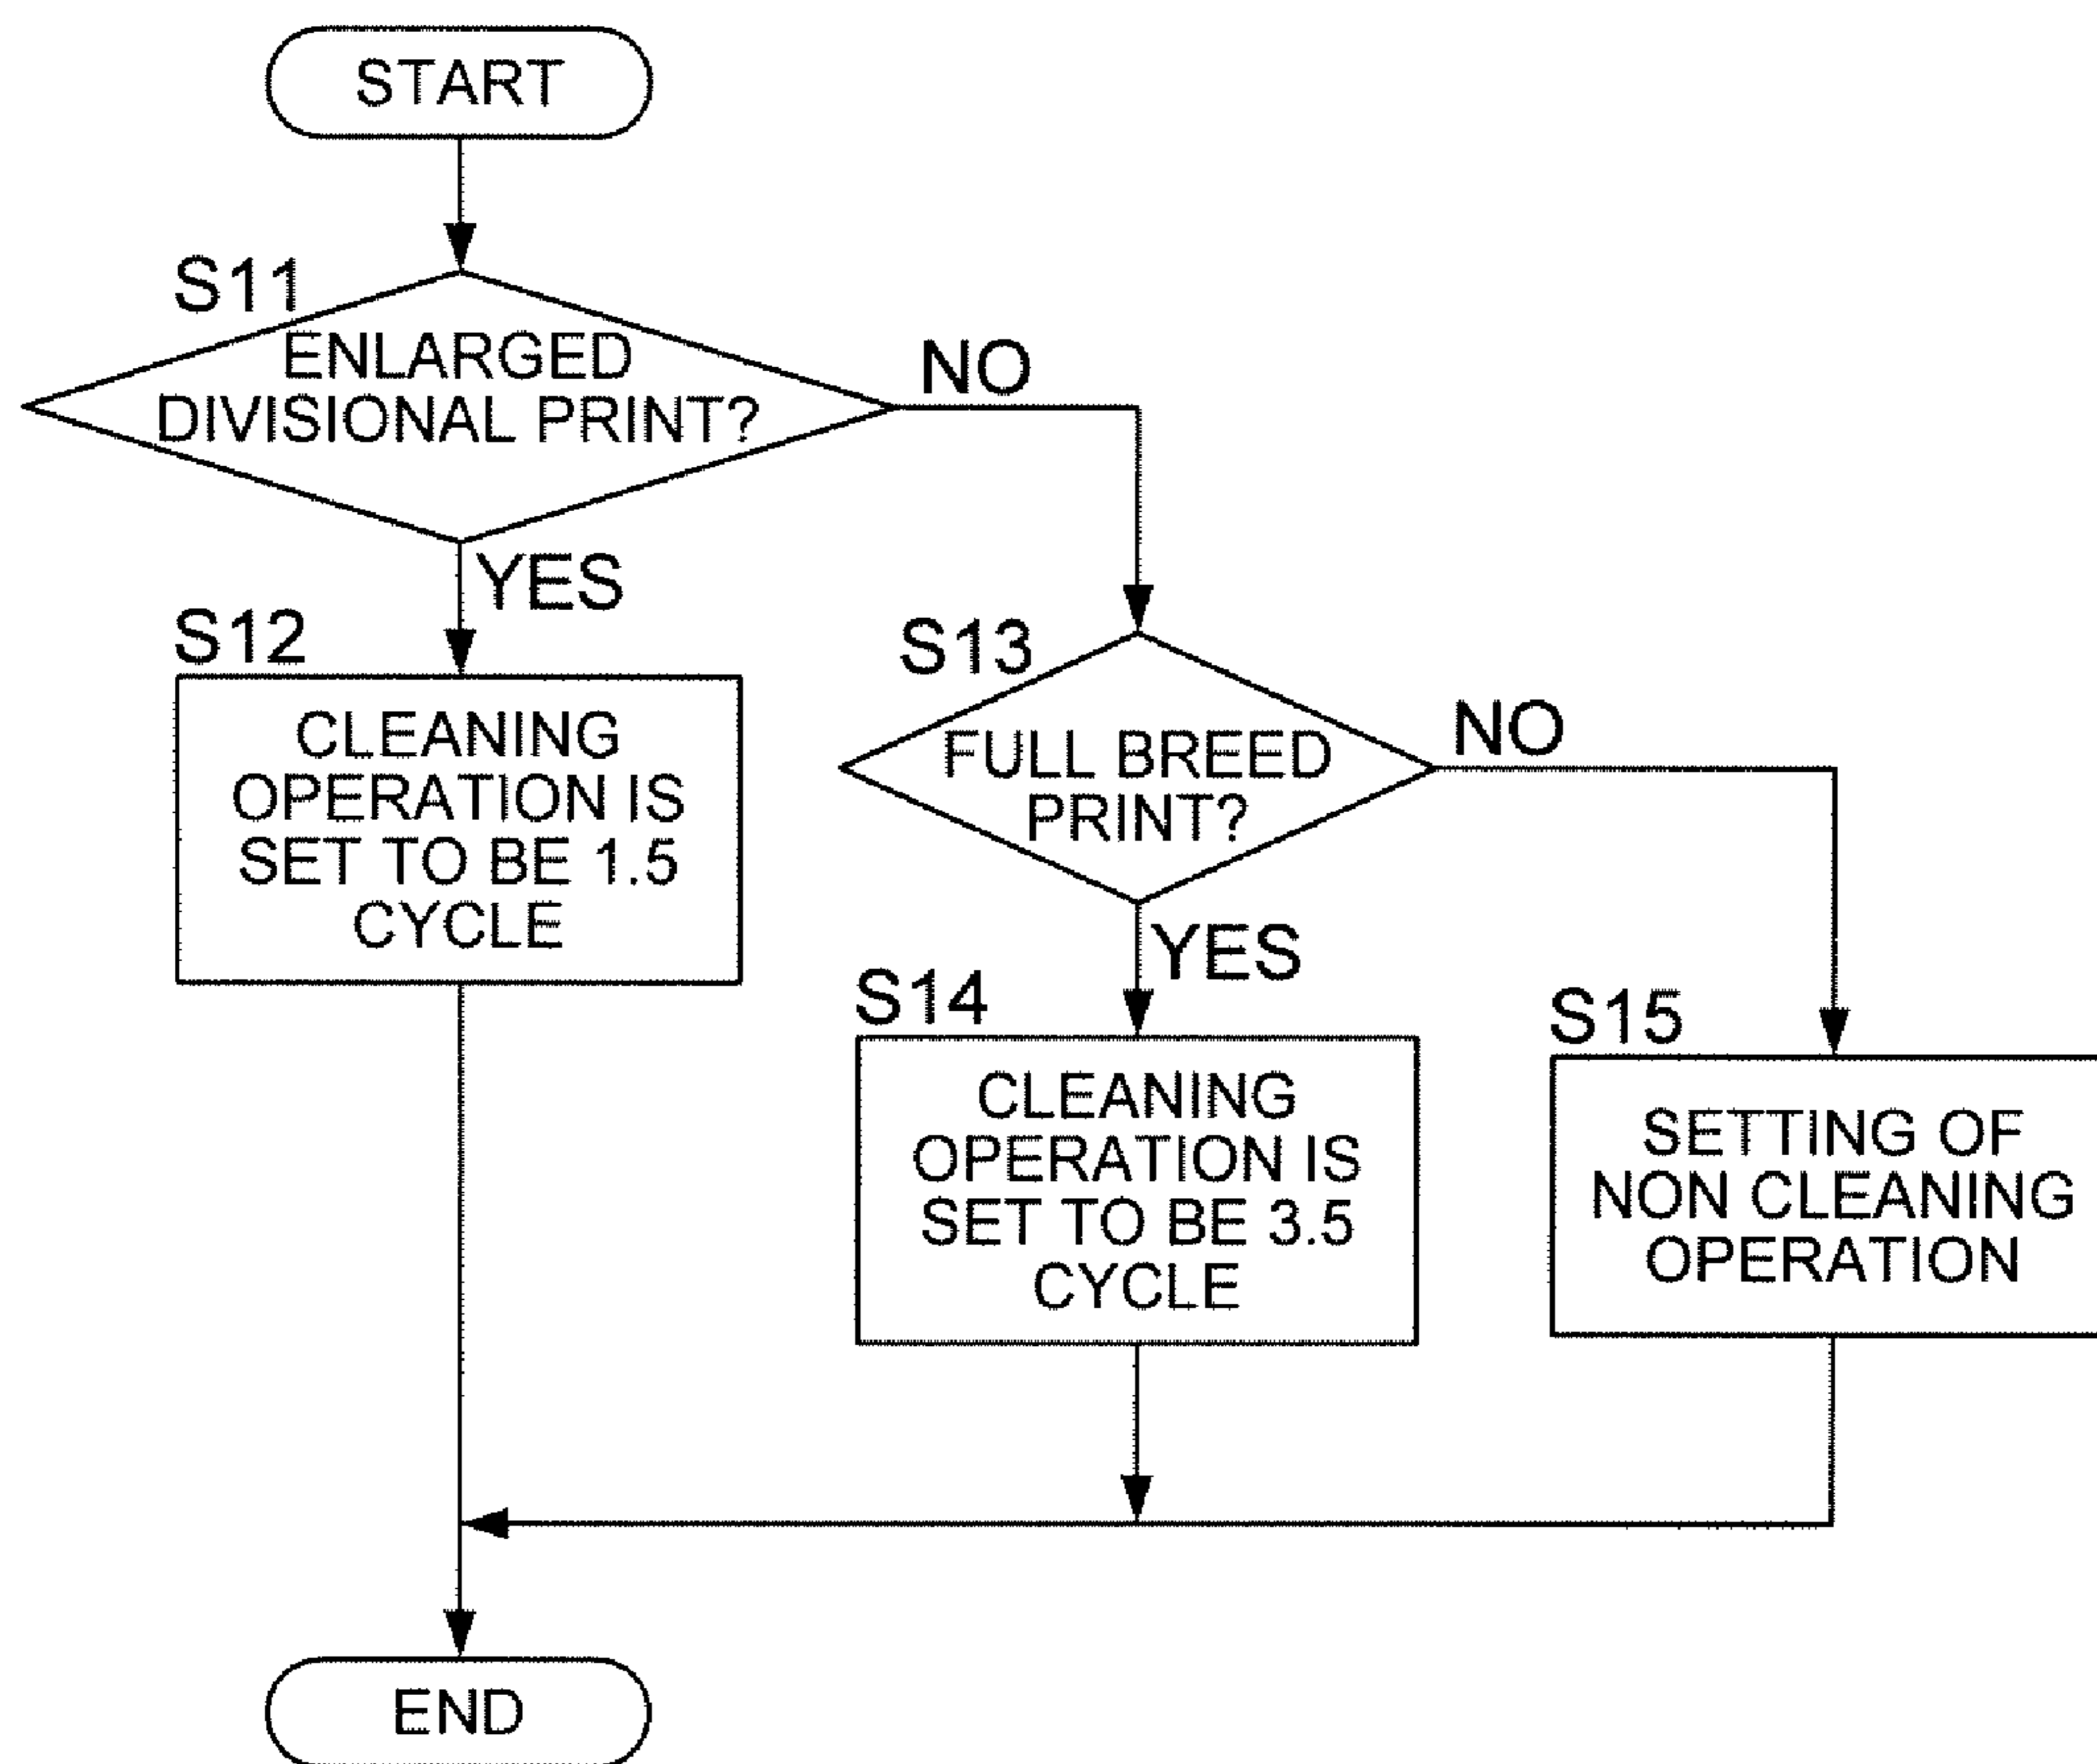 START
S11
ENLARGED
DIVISIONAL PRINT?
NO
YES
S12
CLEANING
OPERATION IS
SET TO BE 1.5
CYCLE
S13
FULL BREED
PRINT?
NO
YES
S14
CLEANING
OPERATION IS
SET TO BE 3.5
CYCLE
S15
SETTING OF
NON CLEANING
OPERATION
END